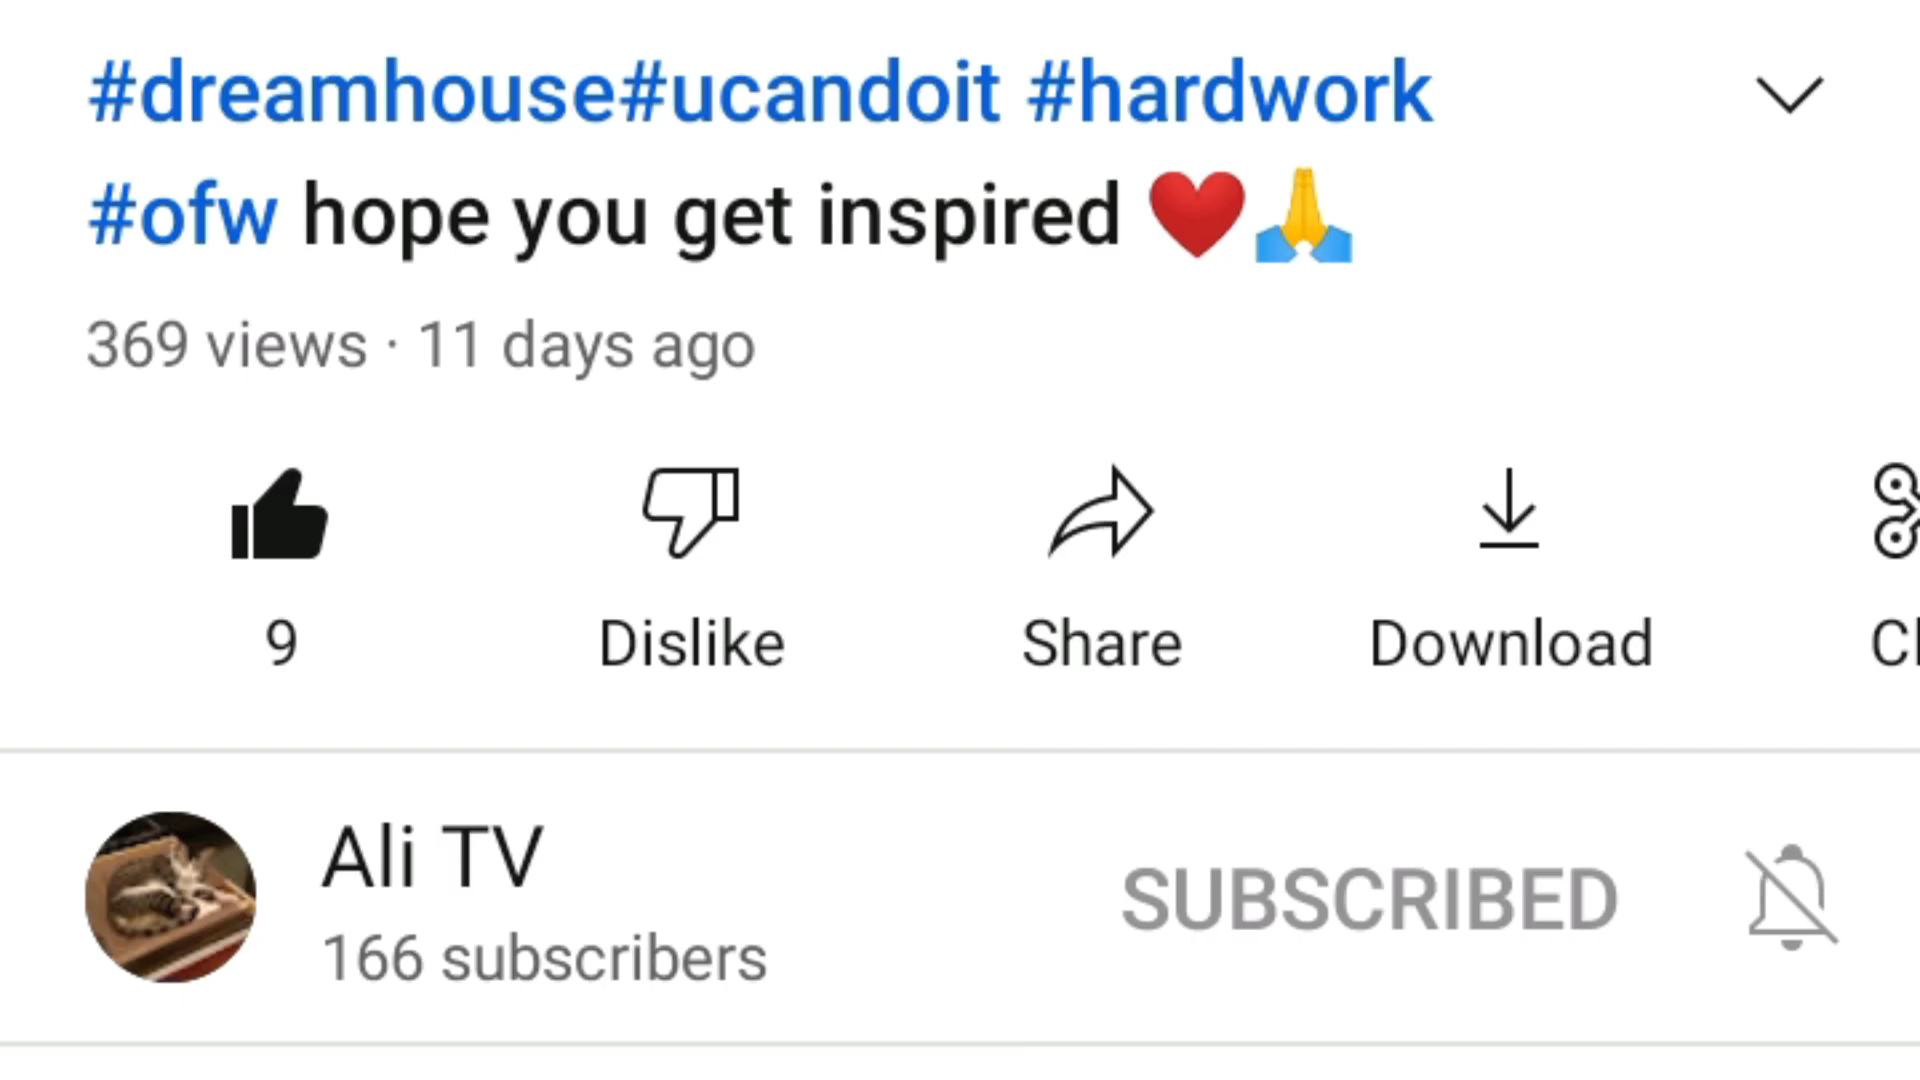 #dreamhouse#ucandoit #hardwork
#ofw hope you get inspired ❤️🙏
369 views · 11 days ago
9 Dislike Share Download
Ali TV
SUBSCRIBED
166 subscribers